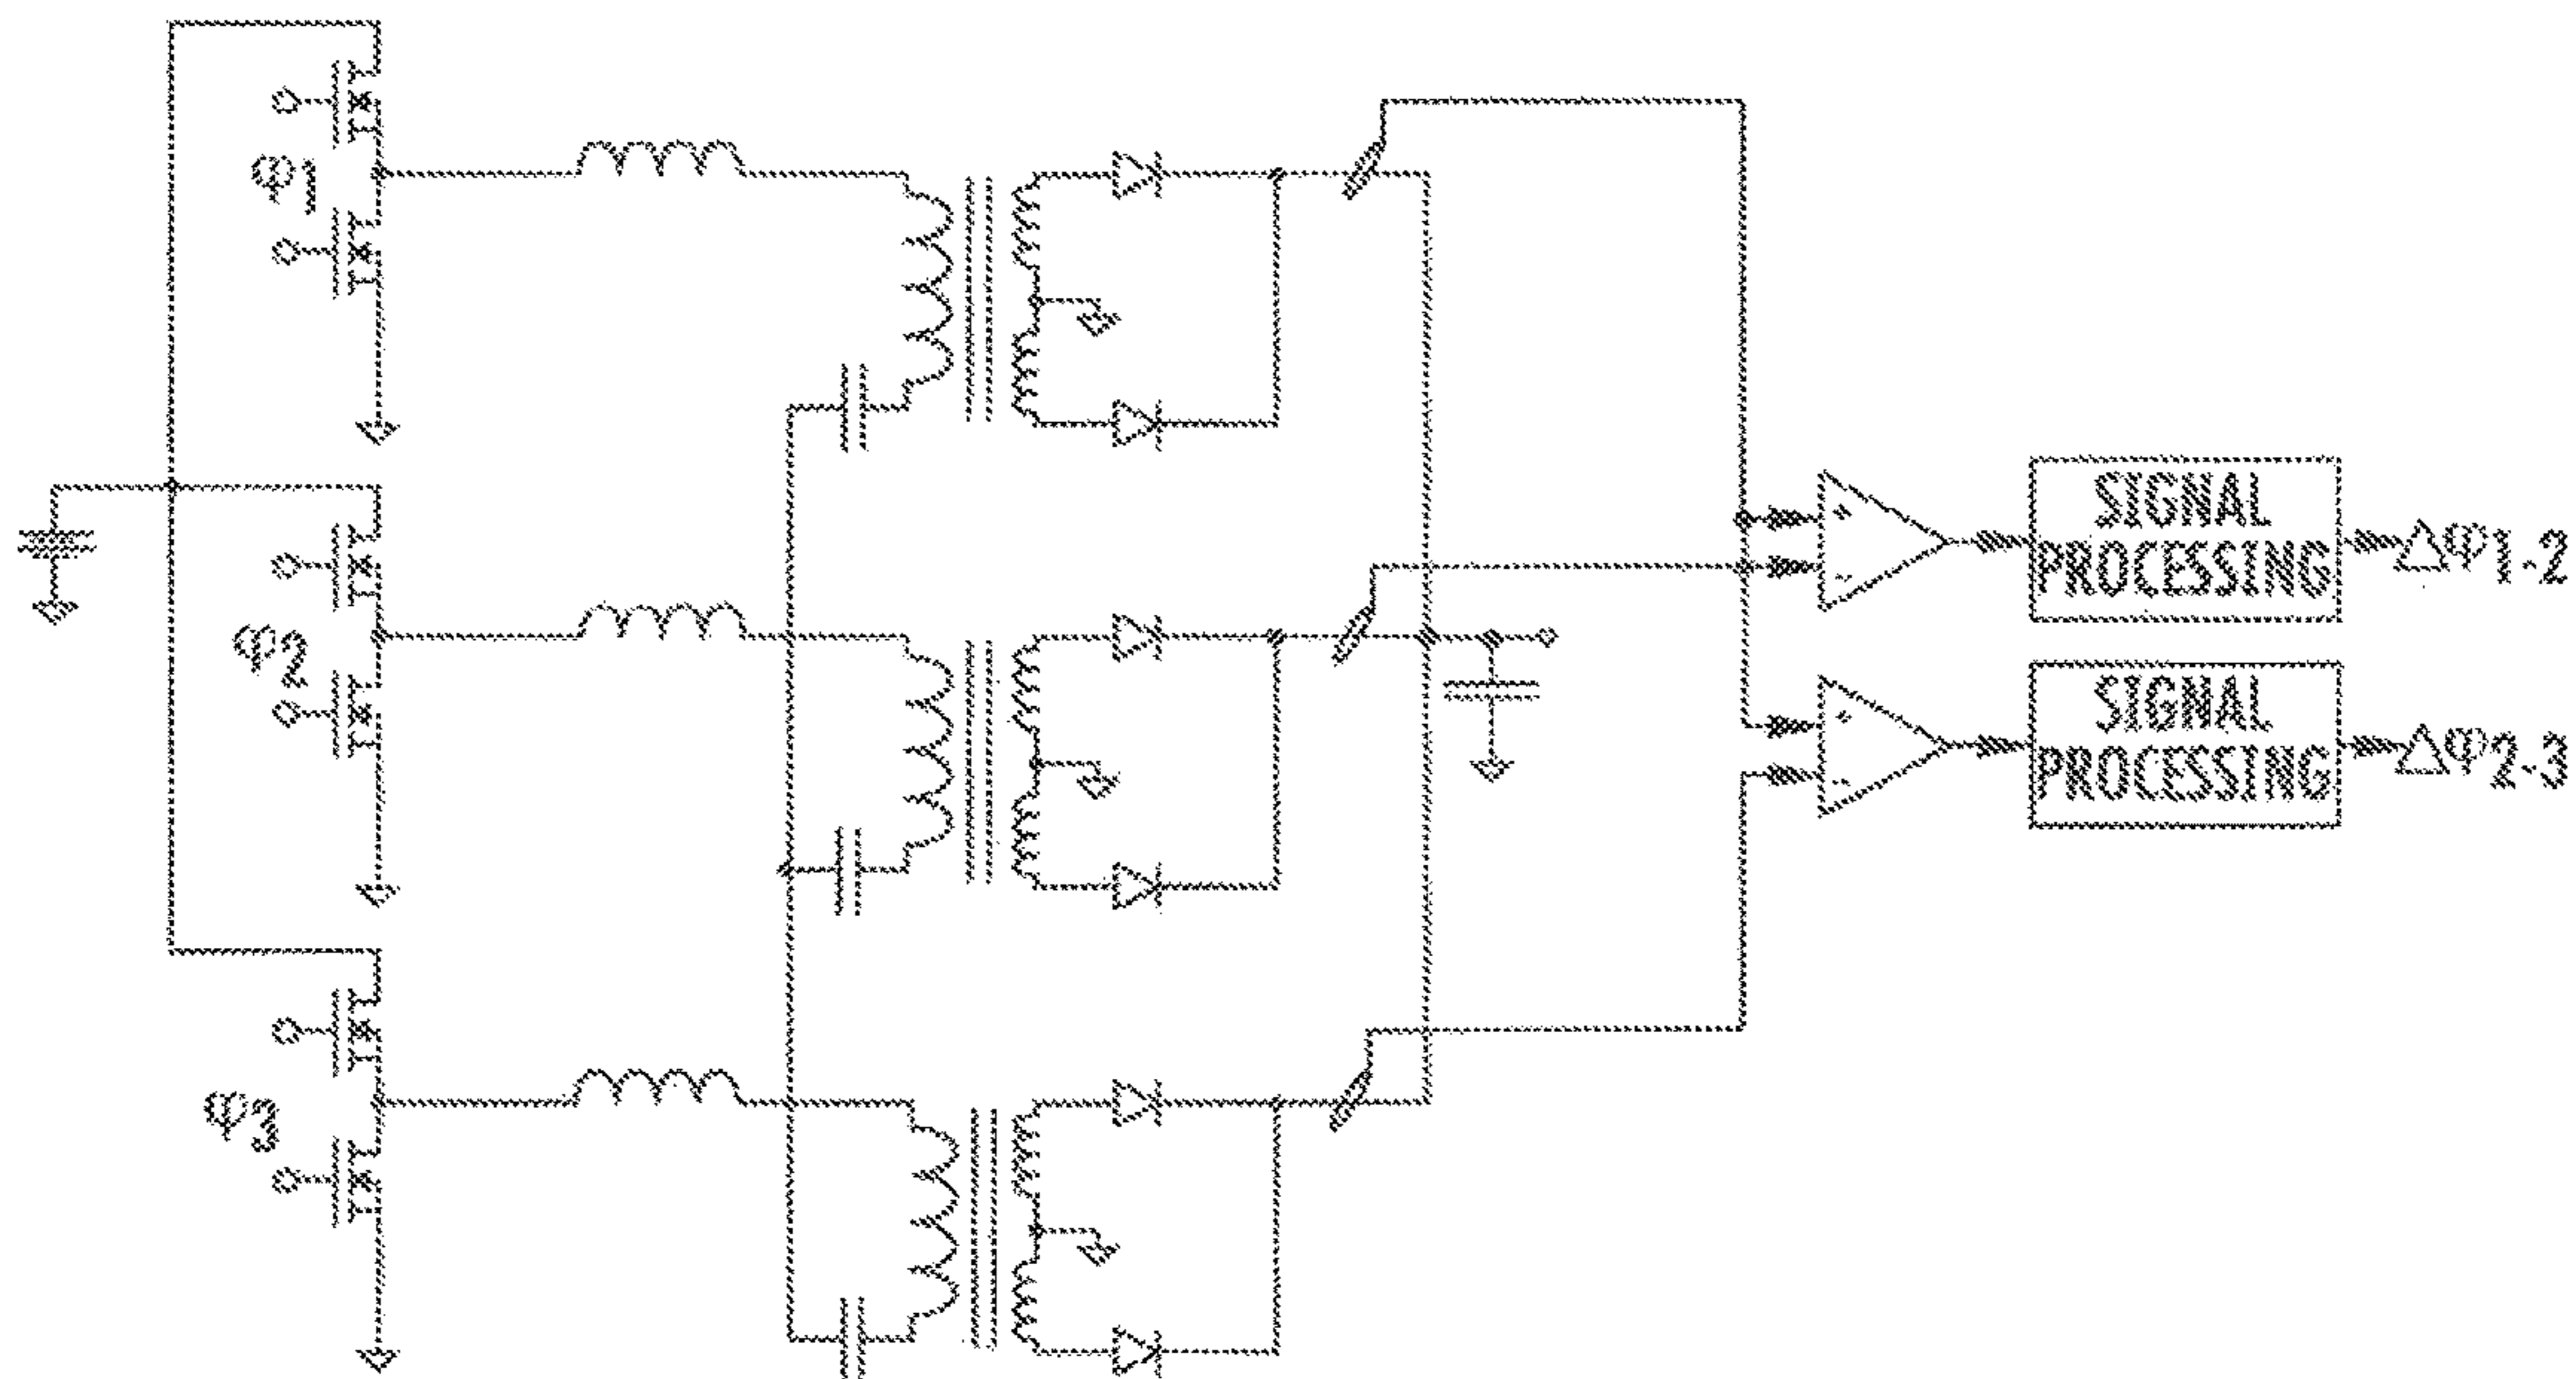 φ1
φ2
φ3
SIGNAL
PROCESSING
Δφ1-2
SIGNAL
PROCESSING
Δφ2-3